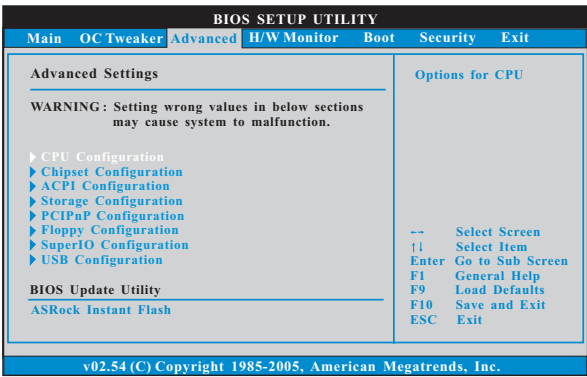 BIOS SETUP UTILITY
Main OC Tweaker Advanced H/W Monitor Boot Security Exit
Advanced Settings
WARNING : Setting wrong values in below sections
may cause system to malfunction.
CPU Configuration
Chipset Configuration
ACPI Configuration
Storage Configuration
PCIPnP Configuration
Floppy Configuration
SuperIO Configuration
USB Configuration
BIOS Update Utility
ASRock Instant Flash
Options for CPU
←→ Select Screen
↑↓ Select Item
Enter Go to Sub Screen
F1 General Help
F9 Load Defaults
F10 Save and Exit
ESC Exit
v02.54 (C) Copyright 1985-2005, American Megatrends, Inc.